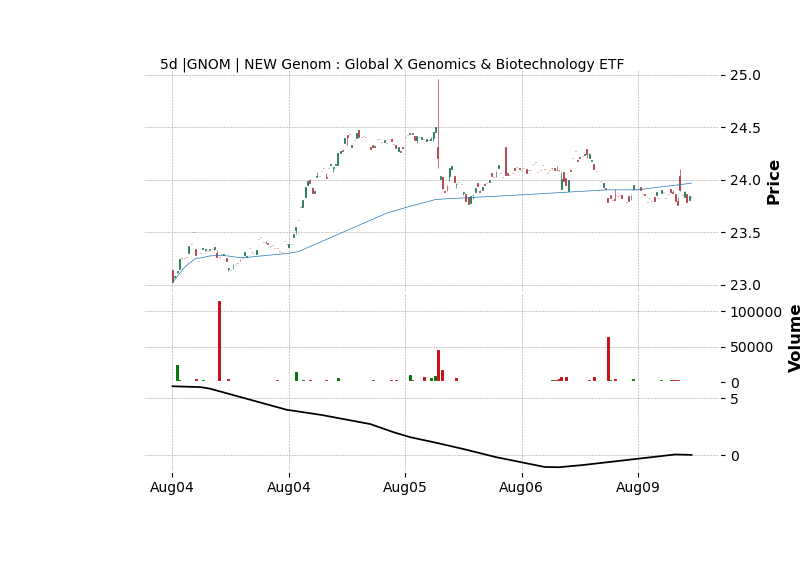 5d |GNOM | NEW Genom : Global X Genomics & Biotechnology ETF
25.0
24.5
24.0
23.5
23.0
Price
100000
50000
0
Volume
5
0
Aug04 Aug04 Aug05 Aug06 Aug09